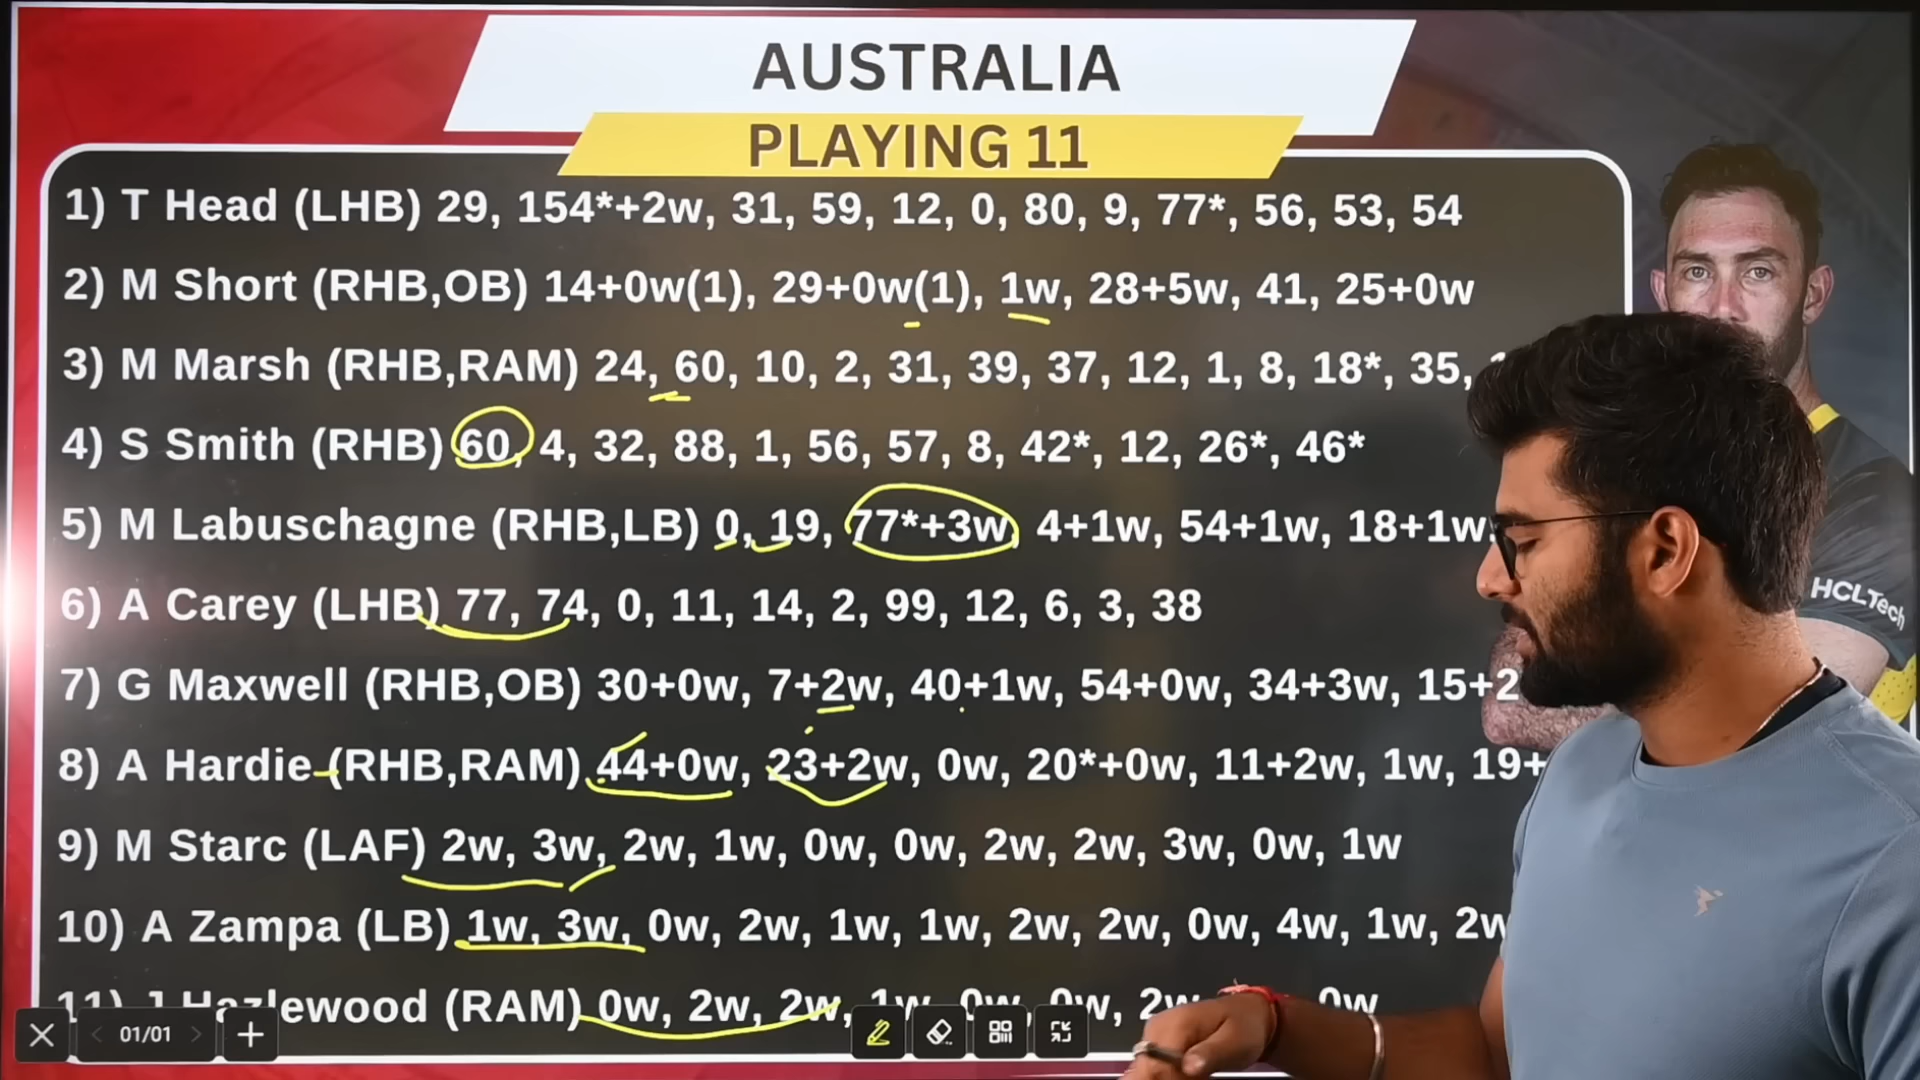 AUSTRALIA
PLAYING 11
1) T Head (LHB) 29, 154*+2w, 31, 59, 12, 0, 80, 9, 77*, 56, 53, 54
2) M Short (RHB,OB) 14+0w(1), 29+0w(1), 1w, 28+5w, 41, 25+0w
3) M Marsh (RHB,RAM) 24, 60, 10, 2, 31, 39, 37, 12, 1, 8, 18*, 35,
4) S Smith (RHB) 60, 4, 32, 88, 1, 56, 57, 8, 42*, 12, 26*, 46*
5) M Labuschagne (RHB,LB) 0, 19, 77*+3w, 4+1w, 54+1w, 18+1w
6) A Carey (LHB) 77, 74, 0, 11, 14, 2, 99, 12, 6, 3, 38
7) G Maxwell (RHB,OB) 30+0w, 7+2w, 40+1w, 54+0w, 34+3w, 15+2
8) A Hardie (RHB,RAM) 44+0w, 23+2w, 0w, 20*+0w, 11+2w, 1w, 19+
9) M Starc (LAF) 2w, 3w, 2w, 1w, 0w, 0w, 2w, 2w, 3w, 0w, 1w
10) A Zampa (LB) 1w, 3w, 0w, 2w, 1w, 1w, 2w, 2w, 0w, 4w, 1w, 2w
11) J Hazlewood (RAM) 0w, 2w, 2w, 1w, 0w, 0w, 2w, 0w
HCLTech
01/01